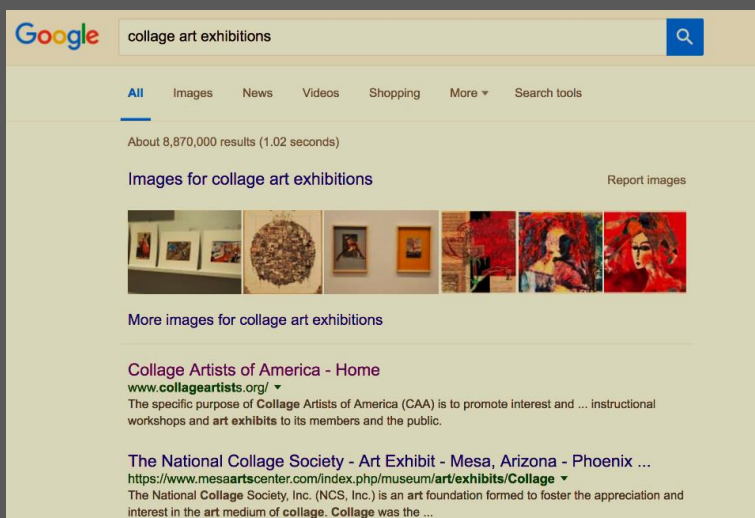 Google
collage art exhibitions
All Images News Videos Shopping More Search tools
About 8,870,000 results (1.02 seconds)
Images for collage art exhibitions Report images
More images for collage art exhibitions
Collage Artists of America - Home
www.collageartists.org/
The specific purpose of Collage Artists of America (CAA) is to promote interest and ... instructional
workshops and art exhibits to its members and the public.
The National Collage Society - Art Exhibit - Mesa, Arizona - Phoenix ...
https://www.mesaartscenter.com/index.php/museum/art/exhibits/Collage
The National Collage Society, Inc. (NCS, Inc.) is an art foundation formed to foster the appreciation and
interest in the art medium of collage. Collage was the ...